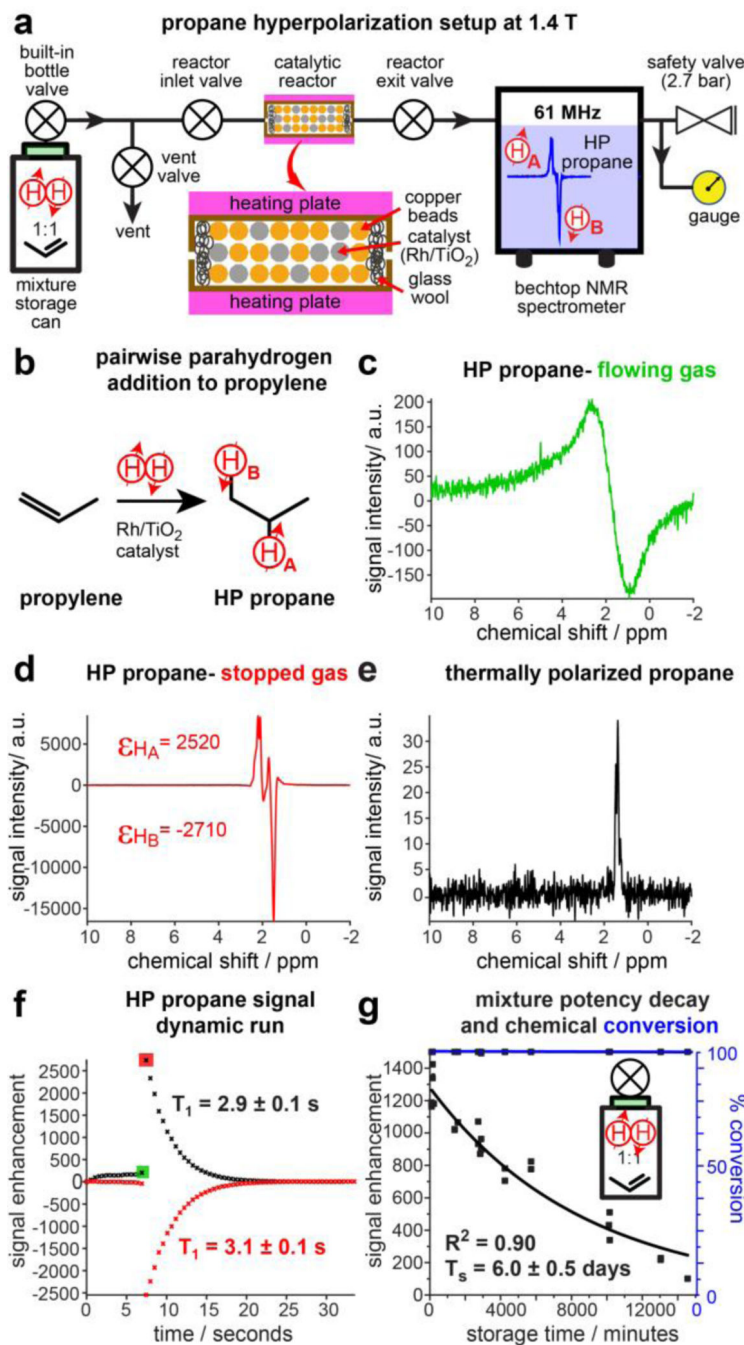 a propane hyperpolarization setup at 1.4 T
built-in
bottle
valve
reactor
inlet valve
catalytic
reactor
reactor
exit valve
safety valve
(2.7 bar)
61 MHz
H A
HP
propane
H B
gauge
bechtop NMR
spectrometer
vent
valve
vent
H H
1:1
mixture
storage
can
heating plate
heating plate
copper
beads
catalyst
(Rh/TiO2)
glass
wool
b pairwise parahydrogen
addition to propylene
H H
Rh/TiO2
catalyst
H B
H A
propylene
HP propane
c HP propane- flowing gas
signal intensity/ a.u.
200
150
100
50
0
-50
-100
-150
10 8 6 4 2 0 -2
chemical shift / ppm
d HP propane- stopped gas
signal intensity/ a.u.
5000
0
-5000
-10000
-15000
εHA = 2520
εHB = -2710
10 8 6 4 2 0 -2
chemical shift / ppm
e thermally polarized propane
signal intensity/ a.u.
30
25
20
15
10
5
0
10 8 6 4 2 0 -2
chemical shift / ppm
f HP propane signal
dynamic run
signal enhancement
2500
2000
1500
1000
500
0
-500
-1000
-1500
-2000
-2500
T1 = 2.9 ± 0.1 s
T1 = 3.1 ± 0.1 s
0 5 10 15 20 25 30
time / seconds
g mixture potency decay
and chemical conversion
signal enhancement
1400
1200
1000
800
600
400
200
0
H H
1:1
R2 = 0.90
Ts = 6.0 ± 0.5 days
100
50
0
% conversion
0 4000 8000 12000 0
storage time / minutes